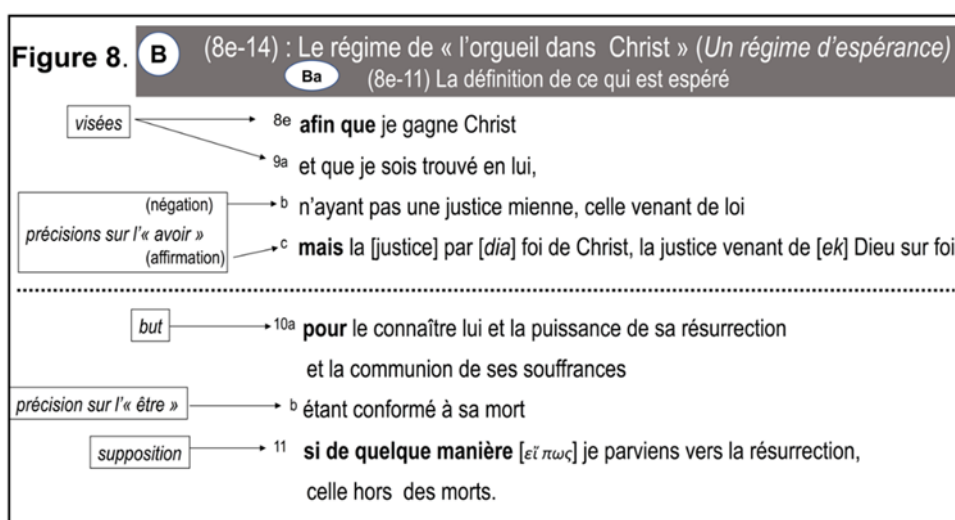 Figure 8. B (8e-14) : Le régime de « l'orgueil dans Christ » (Un régime d'espérance)
Ba (8e-11) La définition de ce qui est espéré
visées 8e afin que je gagne Christ
9a et que je sois trouvé en lui,
(négation) b n'ayant pas une justice mienne, celle venant de loi
précisions sur l'« avoir »
(affirmation) c mais la [justice] par [dia] foi de Christ, la justice venant de [ek] Dieu sur foi
but 10a pour le connaître lui et la puissance de sa résurrection
et la communion de ses souffrances
précision sur l'« être » b étant conformé à sa mort
supposition 11 si de quelque manière [εἴ πως] je parviens vers la résurrection,
celle hors des morts.